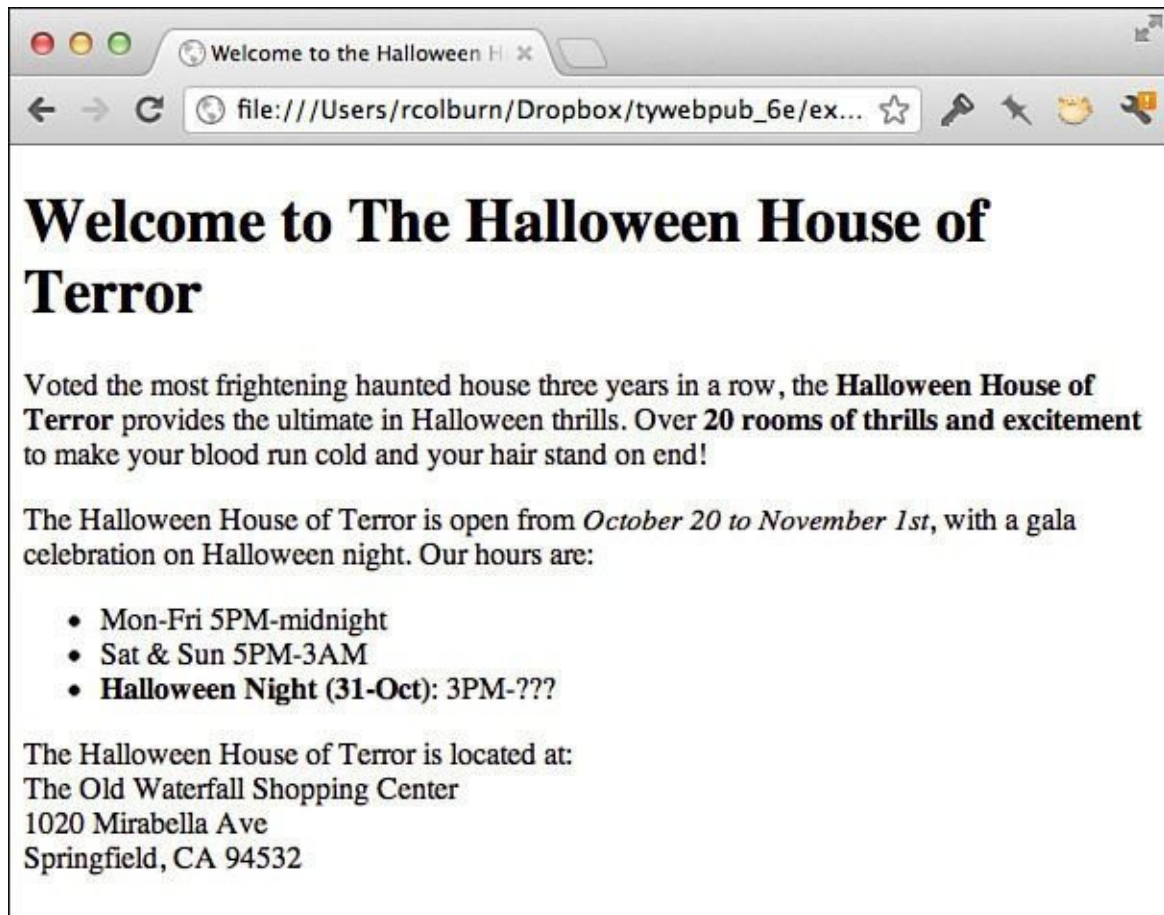 Welcome to the Halloween H
file:///Users/rcolburn/Dropbox/tywebpub_6e/ex...
Welcome to The Halloween House of
Terror
Voted the most frightening haunted house three years in a row, the Halloween House of
Terror provides the ultimate in Halloween thrills. Over 20 rooms of thrills and excitement
to make your blood run cold and your hair stand on end!
The Halloween House of Terror is open from October 20 to November 1st, with a gala
celebration on Halloween night. Our hours are:
• Mon-Fri 5PM-midnight
• Sat & Sun 5PM-3AM
• Halloween Night (31-Oct): 3PM-???
The Halloween House of Terror is located at:
The Old Waterfall Shopping Center
1020 Mirabella Ave
Springfield, CA 94532